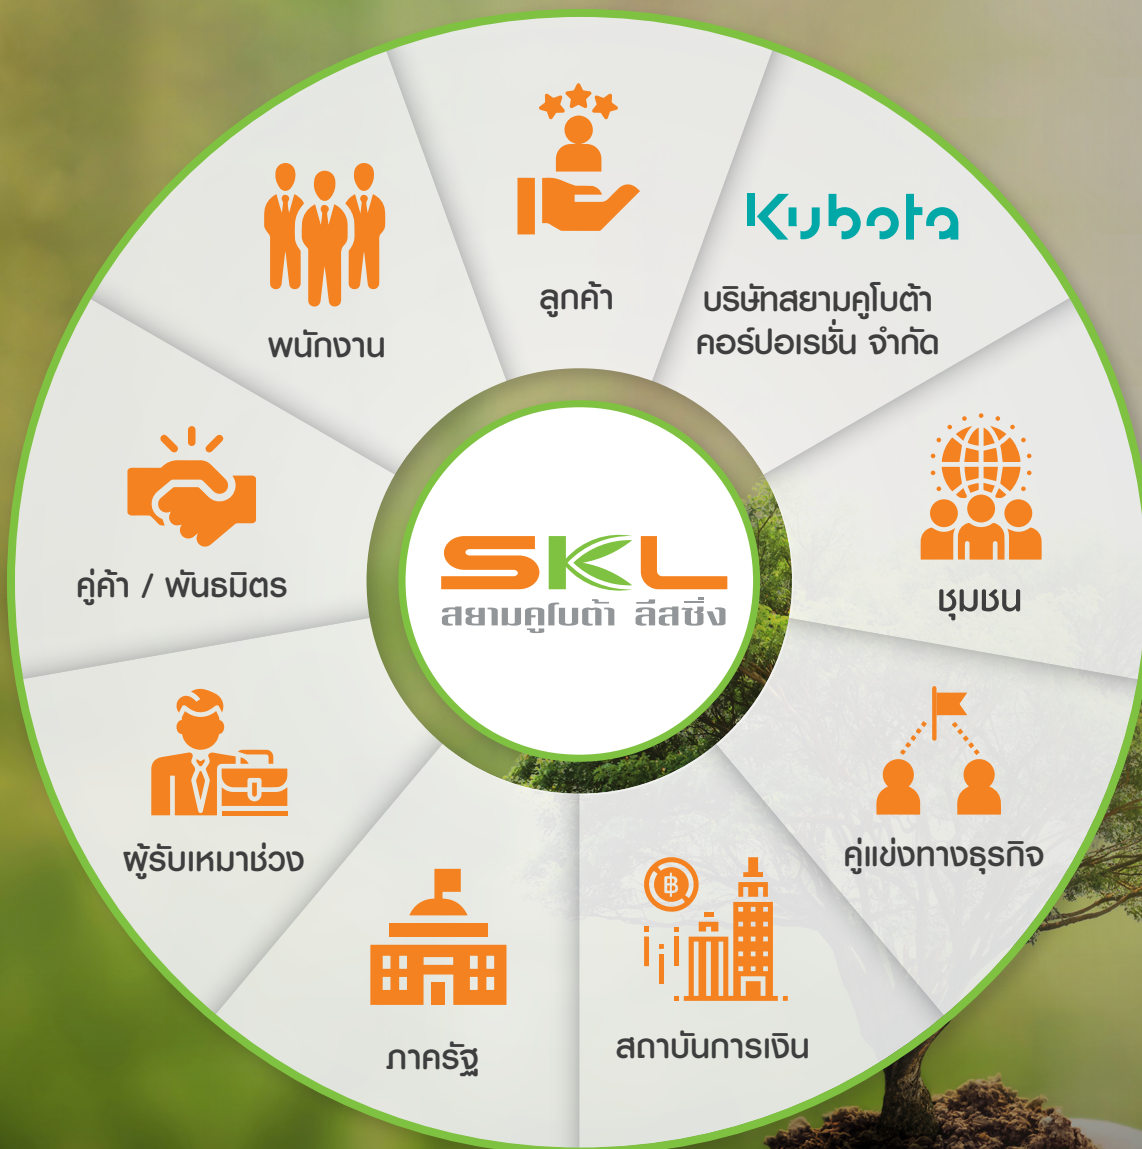 ลูกค้า
Kubota
บริษัทสยามคูโบต้า
คอร์ปอเรชั่น จำกัด
ชุมชน
คู่แข่งทางธุรกิจ
฿
สถาบันการเงิน
ภาครัฐ
ผู้รับเหมาช่วง
คู่ค้า / พันธมิตร
พนักงาน
SKL
สยามคูโบต้า ลีสซิ่ง